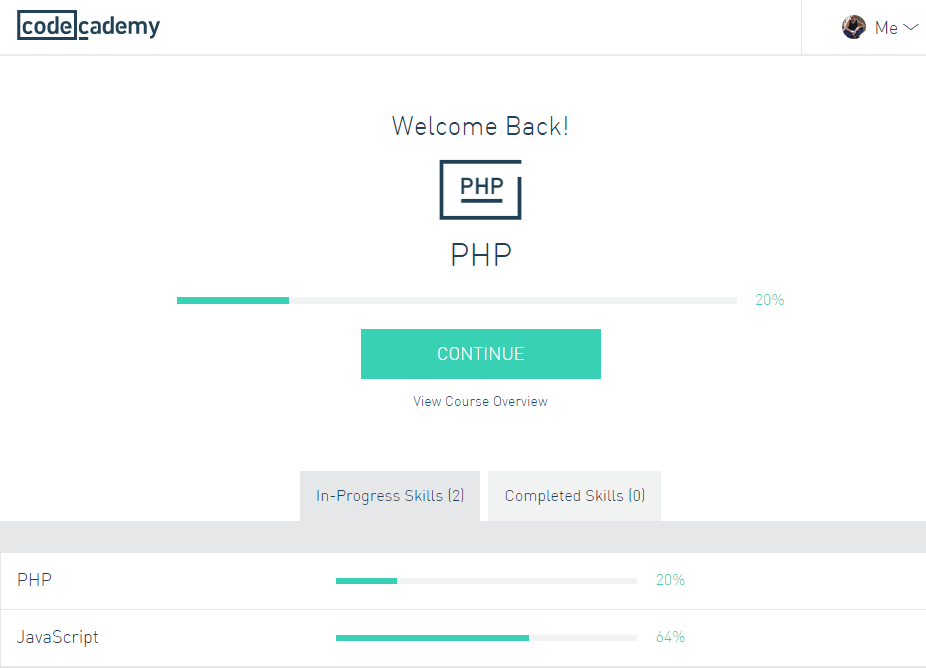 codecademy
Me
Welcome Back!
PHP
PHP
20%
CONTINUE
View Course Overview
In-Progress Skills (2)
Completed Skills (0)
PHP
20%
JavaScript
64%